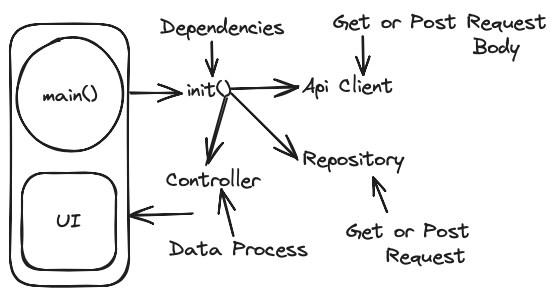 Dependencies
Get or Post Request
Body
main()
init()
Api Client
Repository
Controller
UI
Get or Post
Request
Data Process